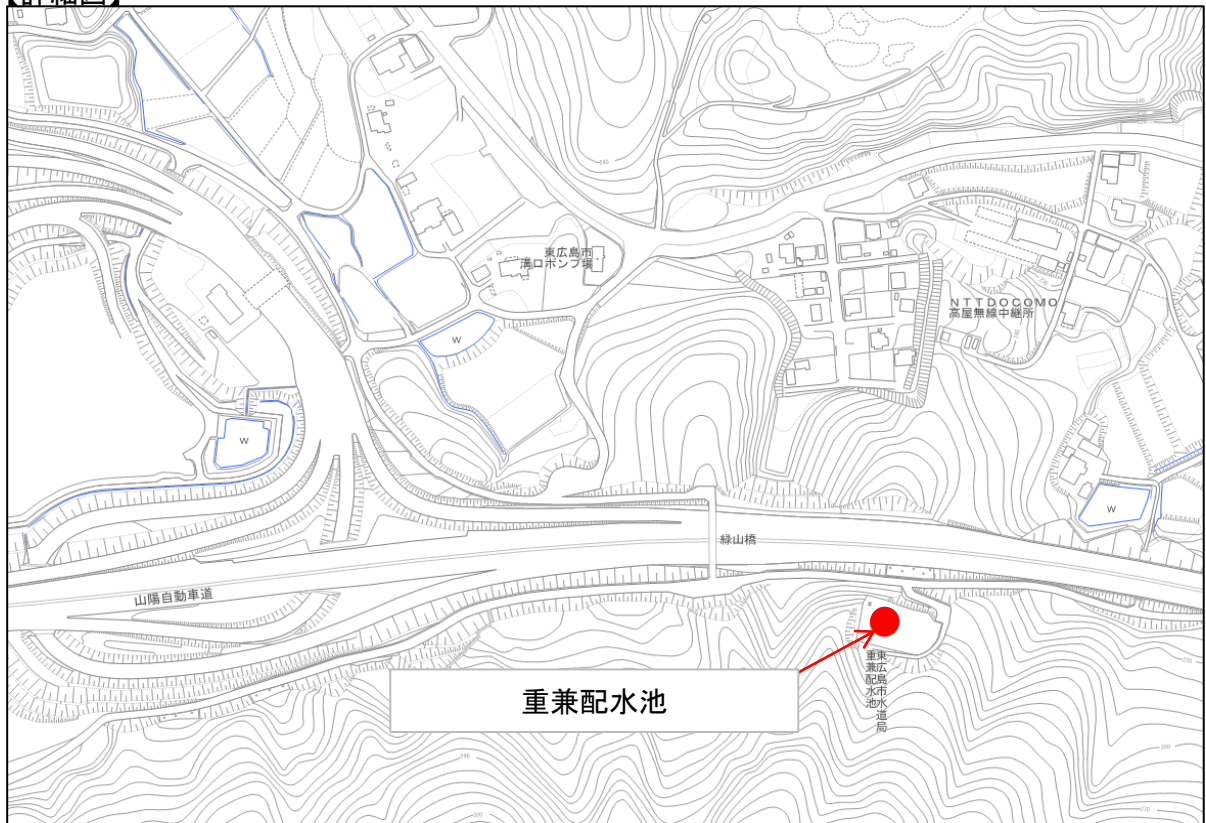 【詳細図】
東広島市
溝口ポンプ場
NTTDOCOMO
高屋無線中継所
W
W
W
緑山橋
山陽自動車道
重兼配水池
東広島市水道局
重兼配水池